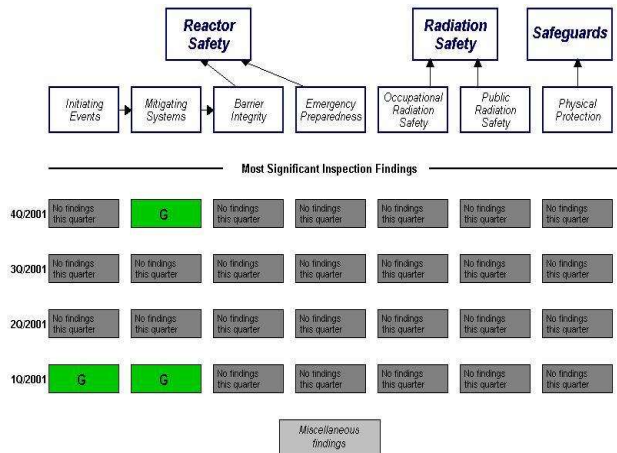 Reactor
Safety
Radiation
Safety
Safeguards
Initiating
Events
Mitigating
Systems
Barrier
Integrity
Emergency
Preparedness
Occupational
Radiation
Safety
Public
Radiation
Safety
Physical
Protection
Most Significant Inspection Findings
4Q/2001
No findings
this quarter
G
No findings
this quarter
No findings
this quarter
No findings
this quarter
No findings
this quarter
No findings
this quarter
3Q/2001
No findings
this quarter
No findings
this quarter
No findings
this quarter
No findings
this quarter
No findings
this quarter
No findings
this quarter
No findings
this quarter
2Q/2001
No findings
this quarter
No findings
this quarter
No findings
this quarter
No findings
this quarter
No findings
this quarter
No findings
this quarter
No findings
this quarter
1Q/2001
G
G
No findings
this quarter
No findings
this quarter
No findings
this quarter
No findings
this quarter
No findings
this quarter
Miscellaneous
findings